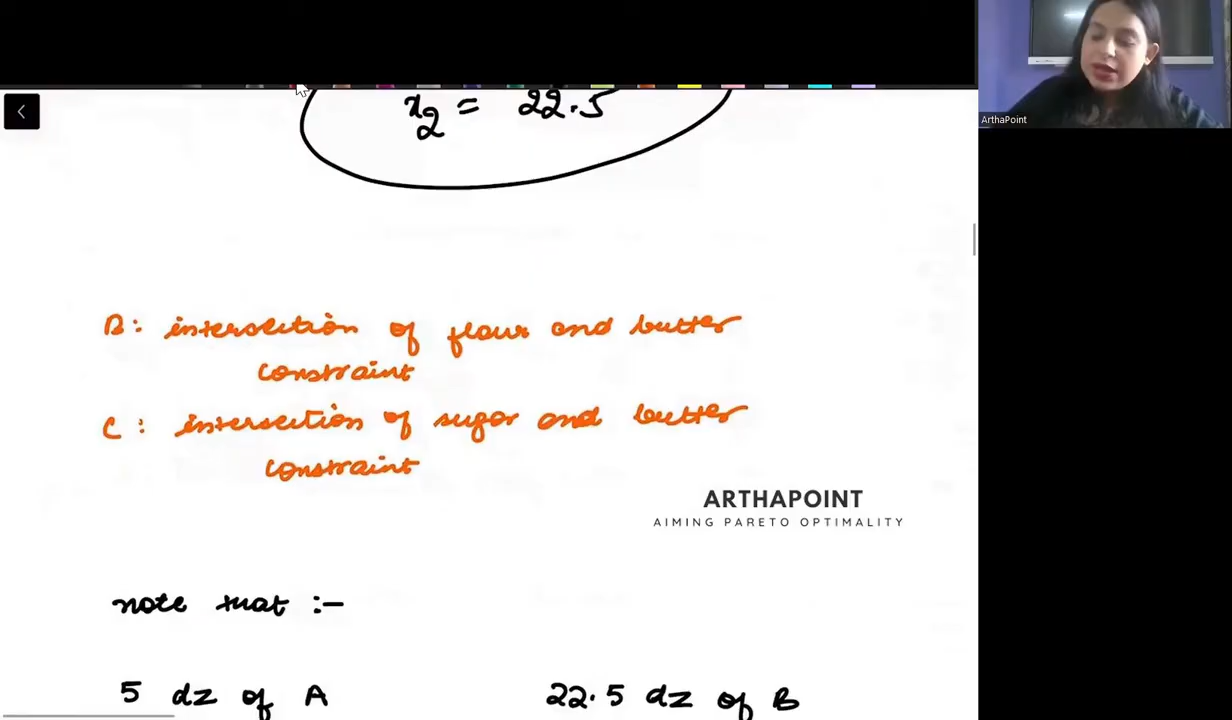 x2 = 22.5
ArthaPoint
B: intersection of flour and butter
constraint
C: intersection of sugar and butter
constraint
ARTHAPOINT
AIMING PARETO OPTIMALITY
note that :-
5 dz of A 22.5 dz of B